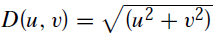 D(u, v) = √(u² + v²)